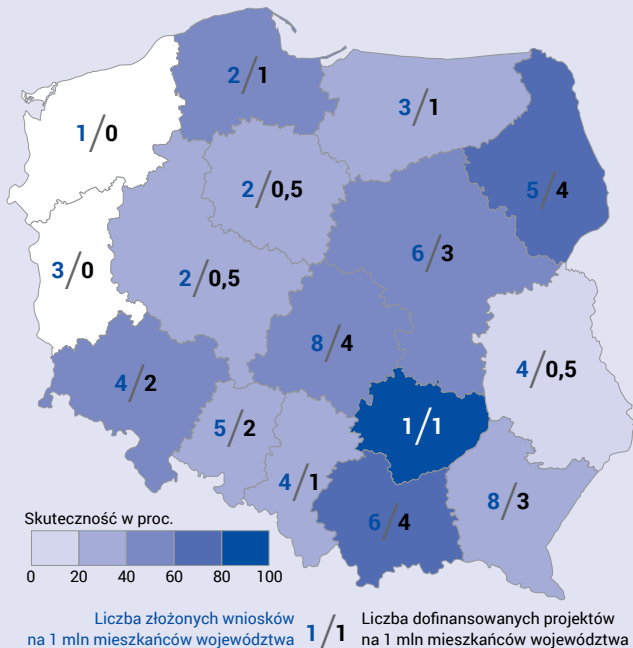 2/1
3/1
1/0
2/0,5
5/4
6/3
3/0
2/0,5
8/4
4/0,5
4/2
1/1
5/2
4/1
8/3
6/4
Skuteczność w proc.
0 20 40 60 80 100
Liczba złożonych wniosków
na 1 mln mieszkańców województwa
1/1
Liczba dofinansowanych projektów
na 1 mln mieszkańców województwa